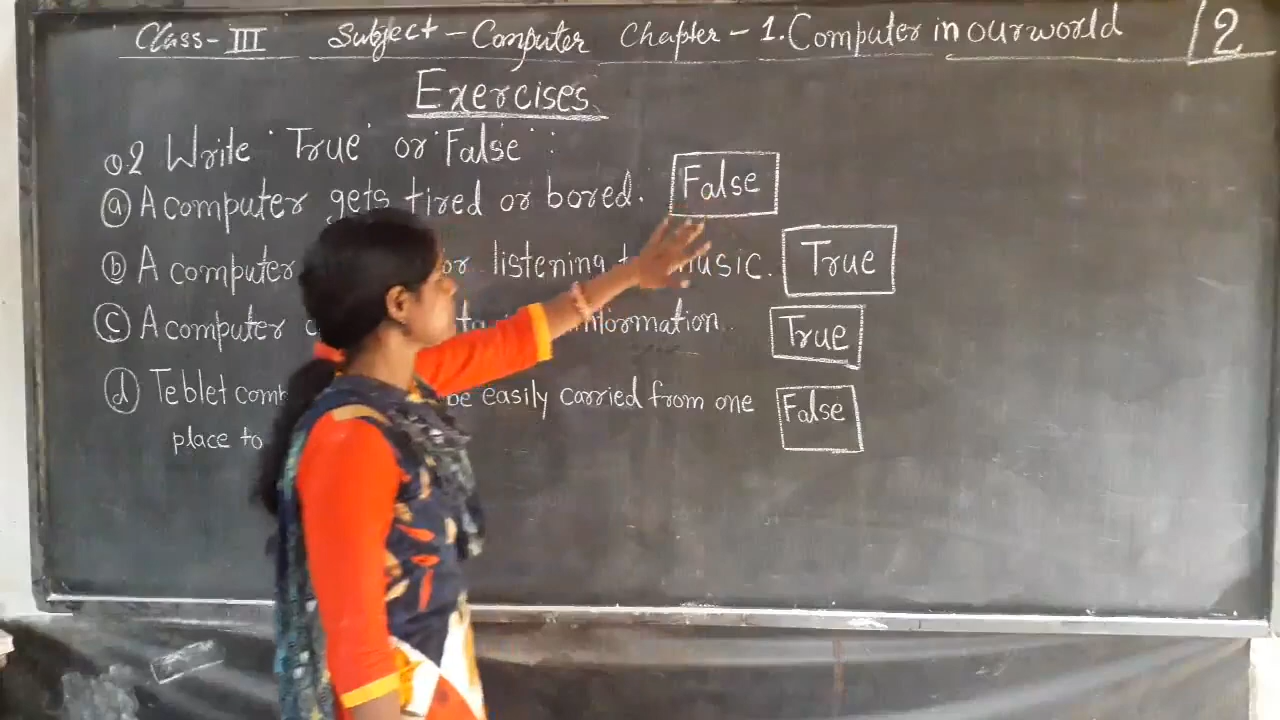 Class-III Subject-Computer Chapter-1. Computer in our world 2
Exercises
Q.2 Write 'True' or 'False' :
(a) A computer gets tired or bored. False
(b) A computer or listening music. True
(c) A computer information. True
(d) Teblet be easily carried from one False
place to